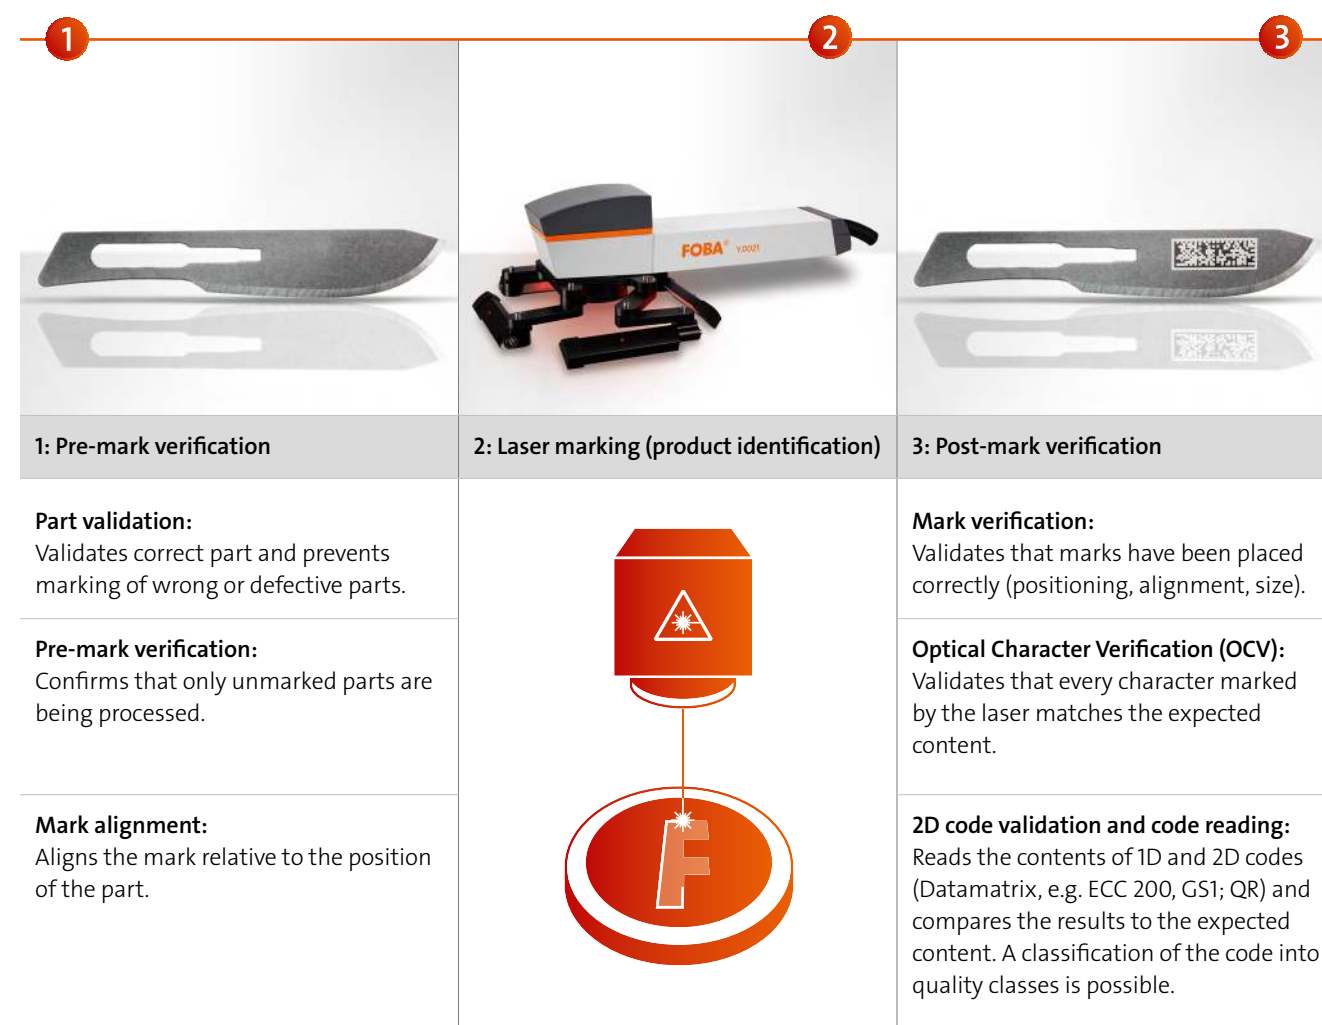 1
2
3
FOBA® Y.0021
1: Pre-mark verification
2: Laser marking (product identification)
3: Post-mark verification
Part validation:
Validates correct part and prevents
marking of wrong or defective parts.
Pre-mark verification:
Confirms that only unmarked parts are
being processed.
Mark alignment:
Aligns the mark relative to the position
of the part.
F
Mark verification:
Validates that marks have been placed
correctly (positioning, alignment, size).
Optical Character Verification (OCV):
Validates that every character marked
by the laser matches the expected
content.
2D code validation and code reading:
Reads the contents of 1D and 2D codes
(Datamatrix, e.g. ECC 200, GS1; QR) and
compares the results to the expected
content. A classification of the code into
quality classes is possible.